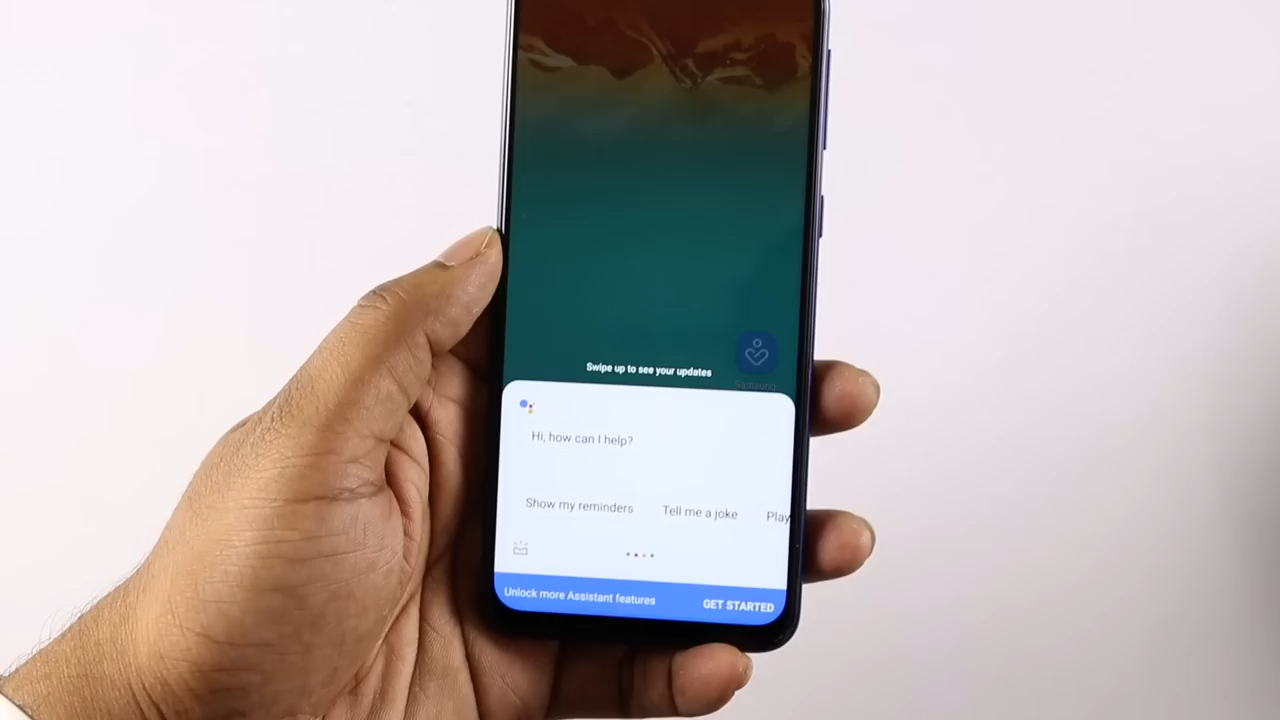 Samsung
Swipe up to see your updates
Hi, how can I help?
Show my reminders Tell me a joke Play
Unlock more Assistant features GET STARTED